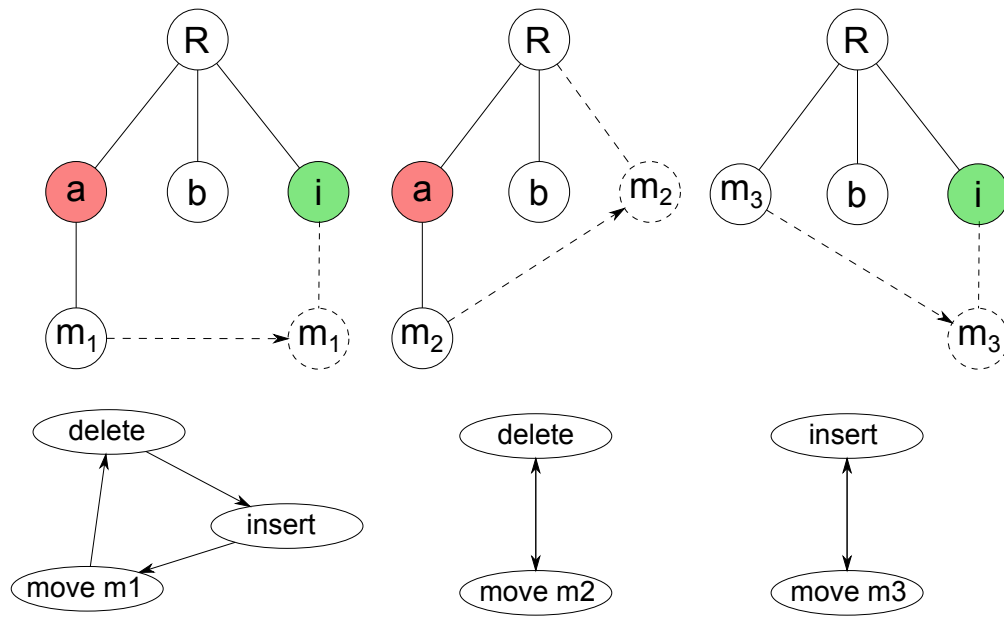 R R R
a b i
a b m₂
m₃ b i
m₁ m₁ m₂ m₃
delete delete insert
insert
move m1 move m2 move m3